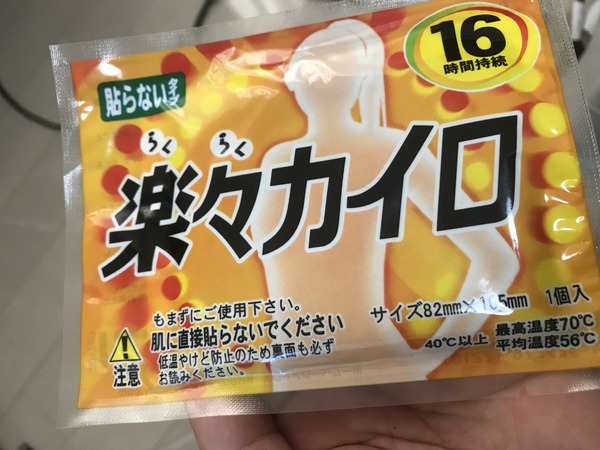 16
時間持続
貼らないタイプ
らく らく
楽々カイロ
もまずにご使用下さい。
肌に直接貼らないでください
低温やけど防止のため裏面も必ず
お読みください。
注意
サイズ82mm×105mm 1個入
40℃以上 最高温度70℃
平均温度56℃